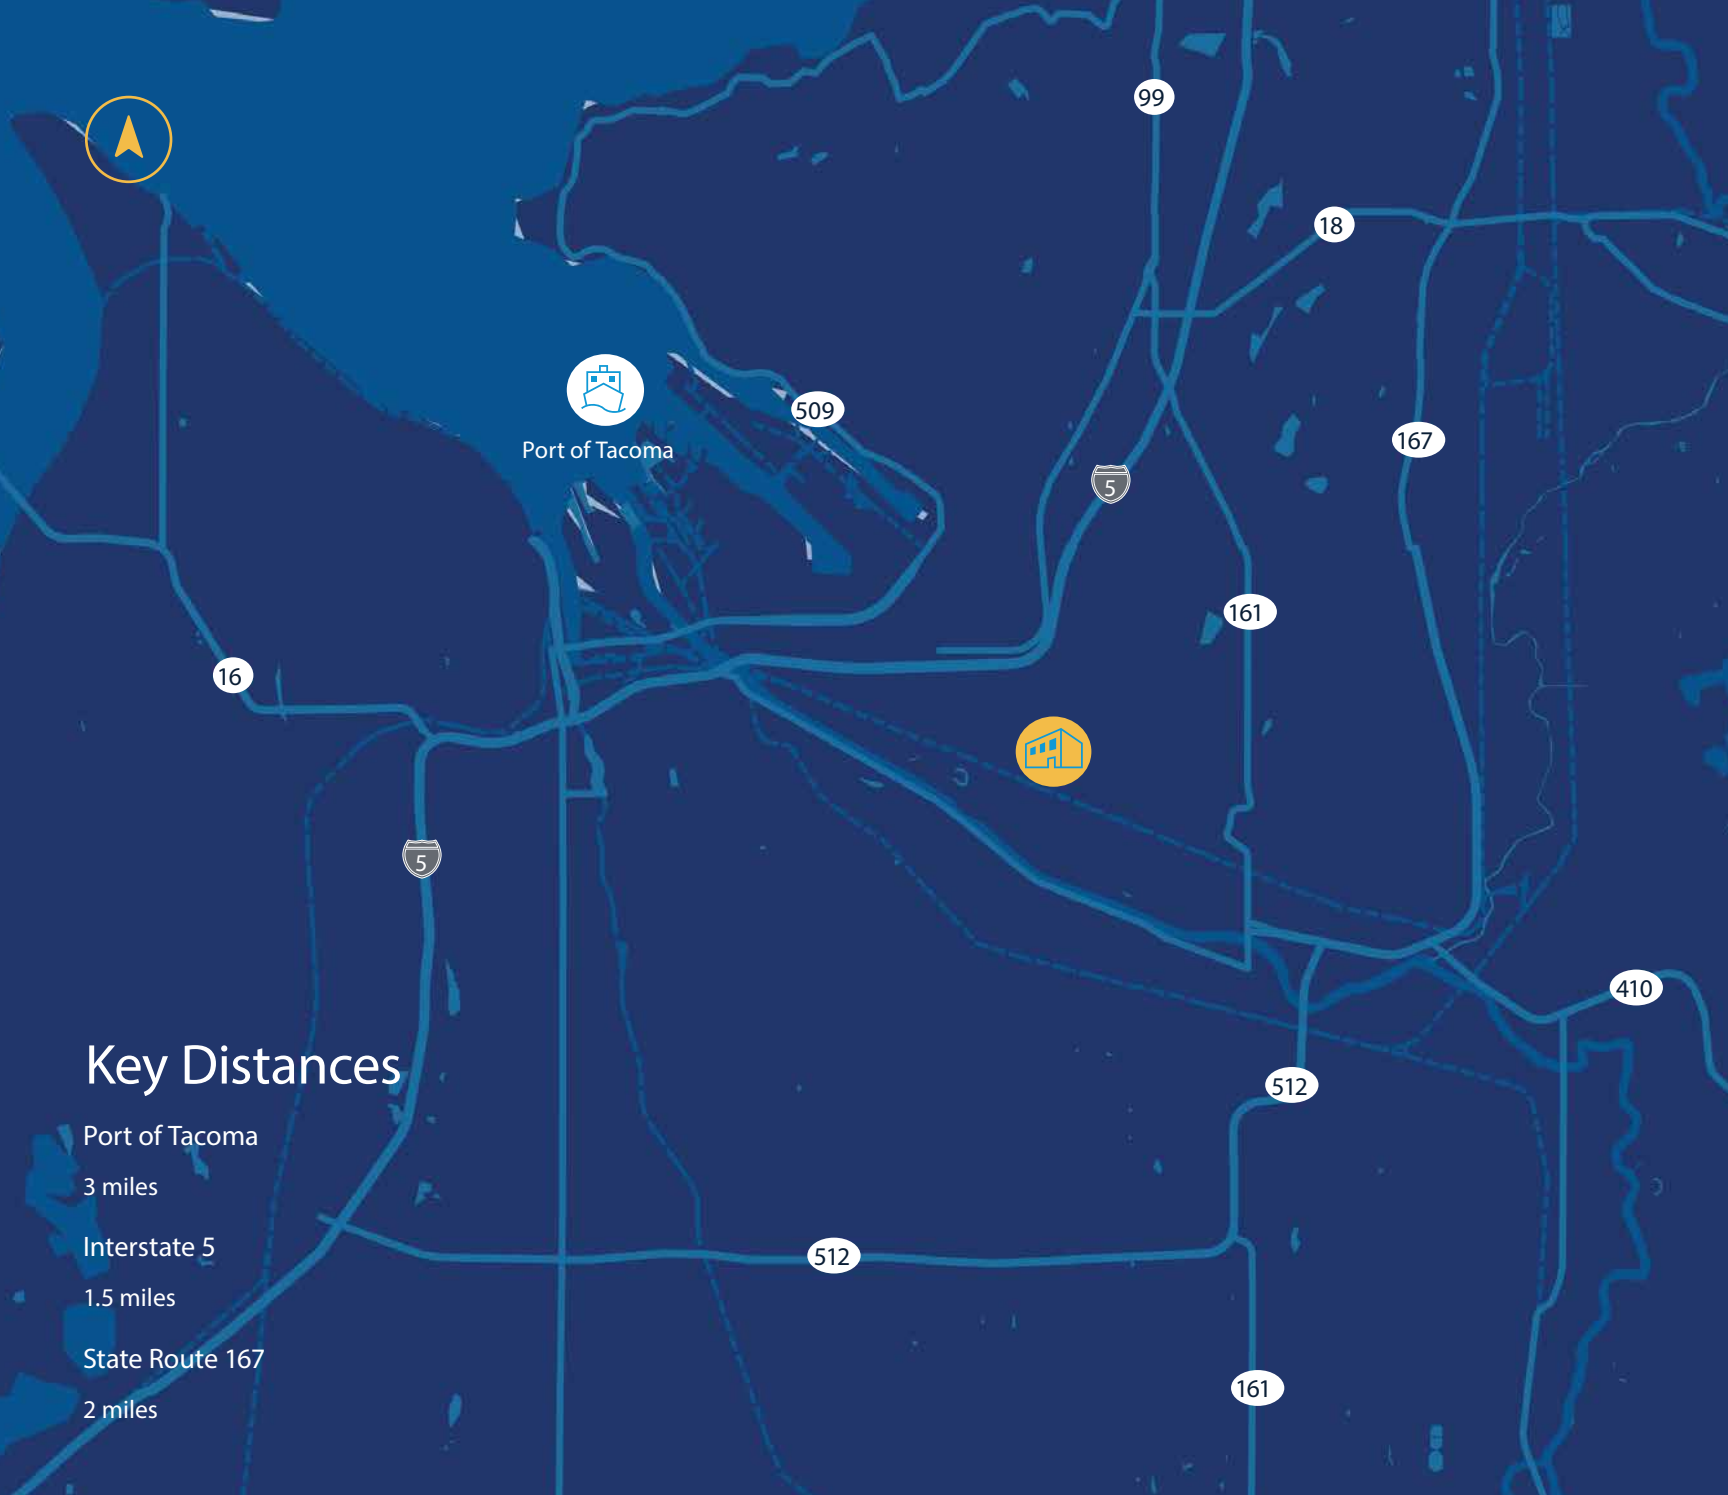 99
18
Port of Tacoma
509
167
5
161
16
5
410
Key Distances
512
Port of Tacoma
3 miles
Interstate 5
512
1.5 miles
State Route 167
161
2 miles